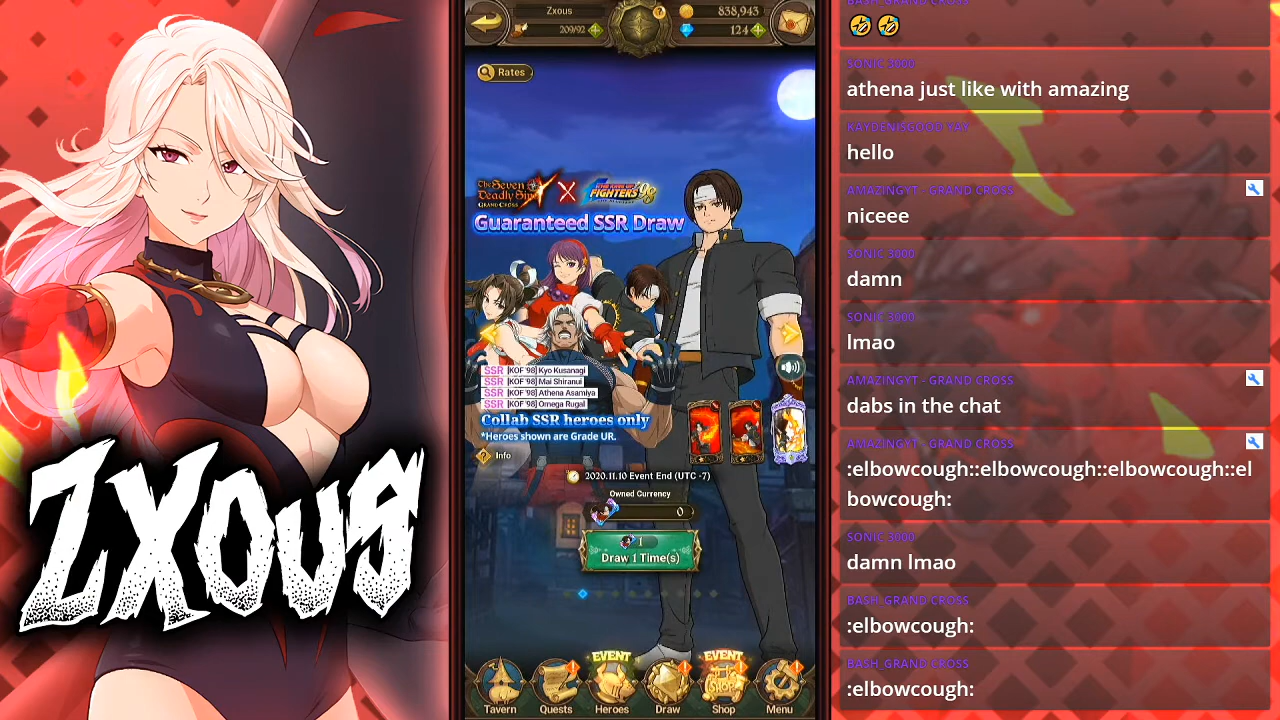 Zxous
209/92
838,943
124
Rates
The Seven Deadly Sins
GRAND CROSS
X
THE KING OF
FIGHTERS '98
Guaranteed SSR Draw
SSR [KOF '98] Kyo Kusanagi
SSR [KOF '98] Mai Shiranui
SSR [KOF '98] Athena Asamiya
SSR [KOF '98] Omega Rugal
Collab SSR heroes only
*Heroes shown are Grade UR.
? Info
2020.11.10 Event End (UTC -7)
Owned Currency
0
1
Draw 1 Time(s)
EVENT
EVENT
SHOP
Tavern
Quests
Heroes
Draw
Shop
Menu
ZXOUS
BASH GRAND CROSS
SONIC 3000
athena just like with amazing
KAYDENISGOOD YAY
hello
AMAZINGYT - GRAND CROSS
niceee
SONIC 3000
damn
SONIC 3000
lmao
AMAZINGYT - GRAND CROSS
dabs in the chat
AMAZINGYT - GRAND CROSS
:elbowcough::elbowcough::elbowcough::el
bowcough:
SONIC 3000
damn lmao
BASH GRAND CROSS
:elbowcough:
BASH GRAND CROSS
:elbowcough: